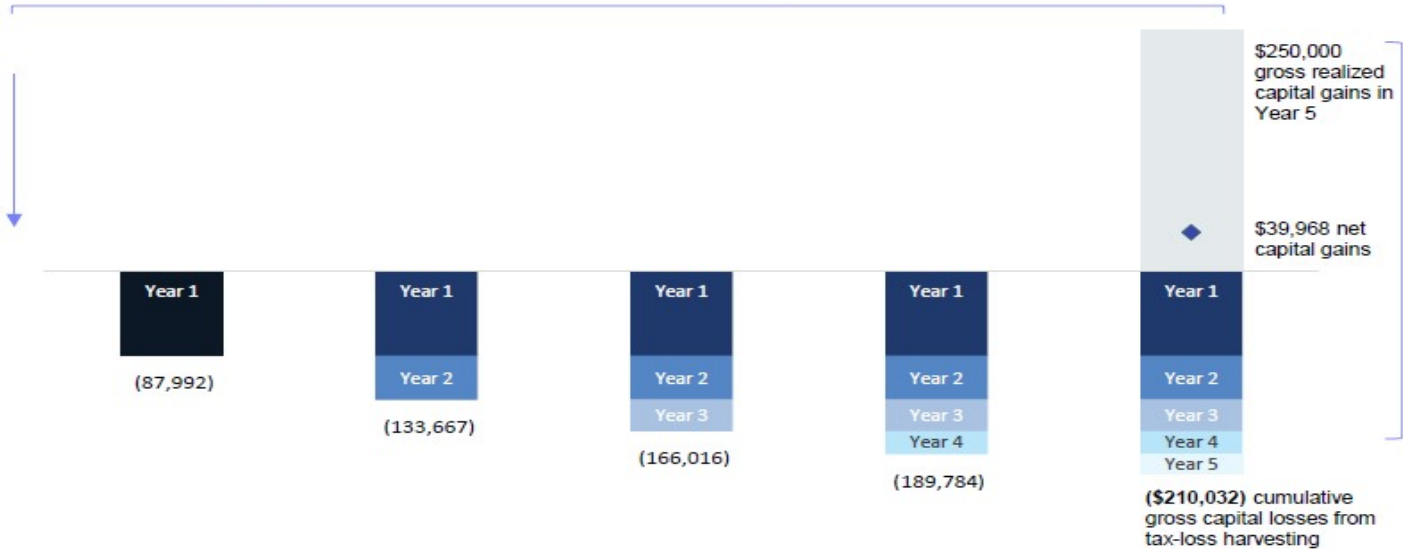 $250,000
gross realized
capital gains in
Year 5
$39,968 net
capital gains
Year 1
(87,992)
Year 1
Year 2
(133,667)
Year 1
Year 2
Year 3
(166,016)
Year 1
Year 2
Year 3
Year 4
(189,784)
Year 1
Year 2
Year 3
Year 4
Year 5
($210,032) cumulative
gross capital losses from
tax-loss harvesting